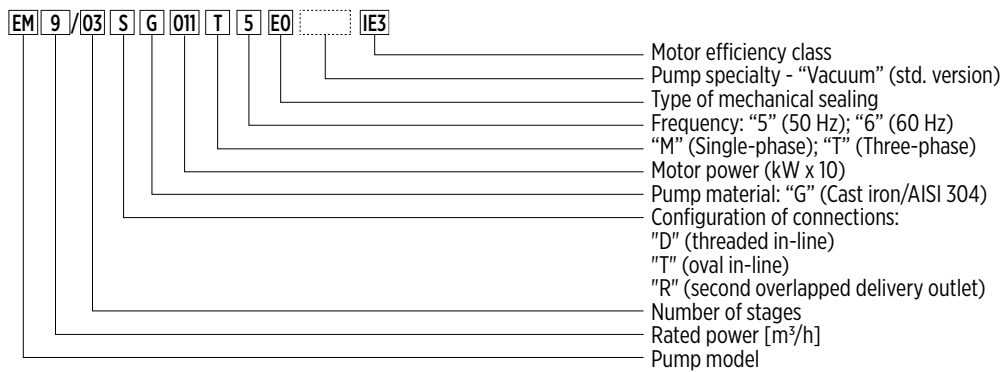 EM 9 /03 S G 011 T 5 E0 IE3
Motor efficiency class
Pump specialty - “Vacuum” (std. version)
Type of mechanical sealing
Frequency: “5” (50 Hz); “6” (60 Hz)
“M” (Single-phase); “T” (Three-phase)
Motor power (kW x 10)
Pump material: “G” (Cast iron/AISI 304)
Configuration of connections:
"D" (threaded in-line)
"T" (oval in-line)
"R" (second overlapped delivery outlet)
Number of stages
Rated power [m³/h]
Pump model